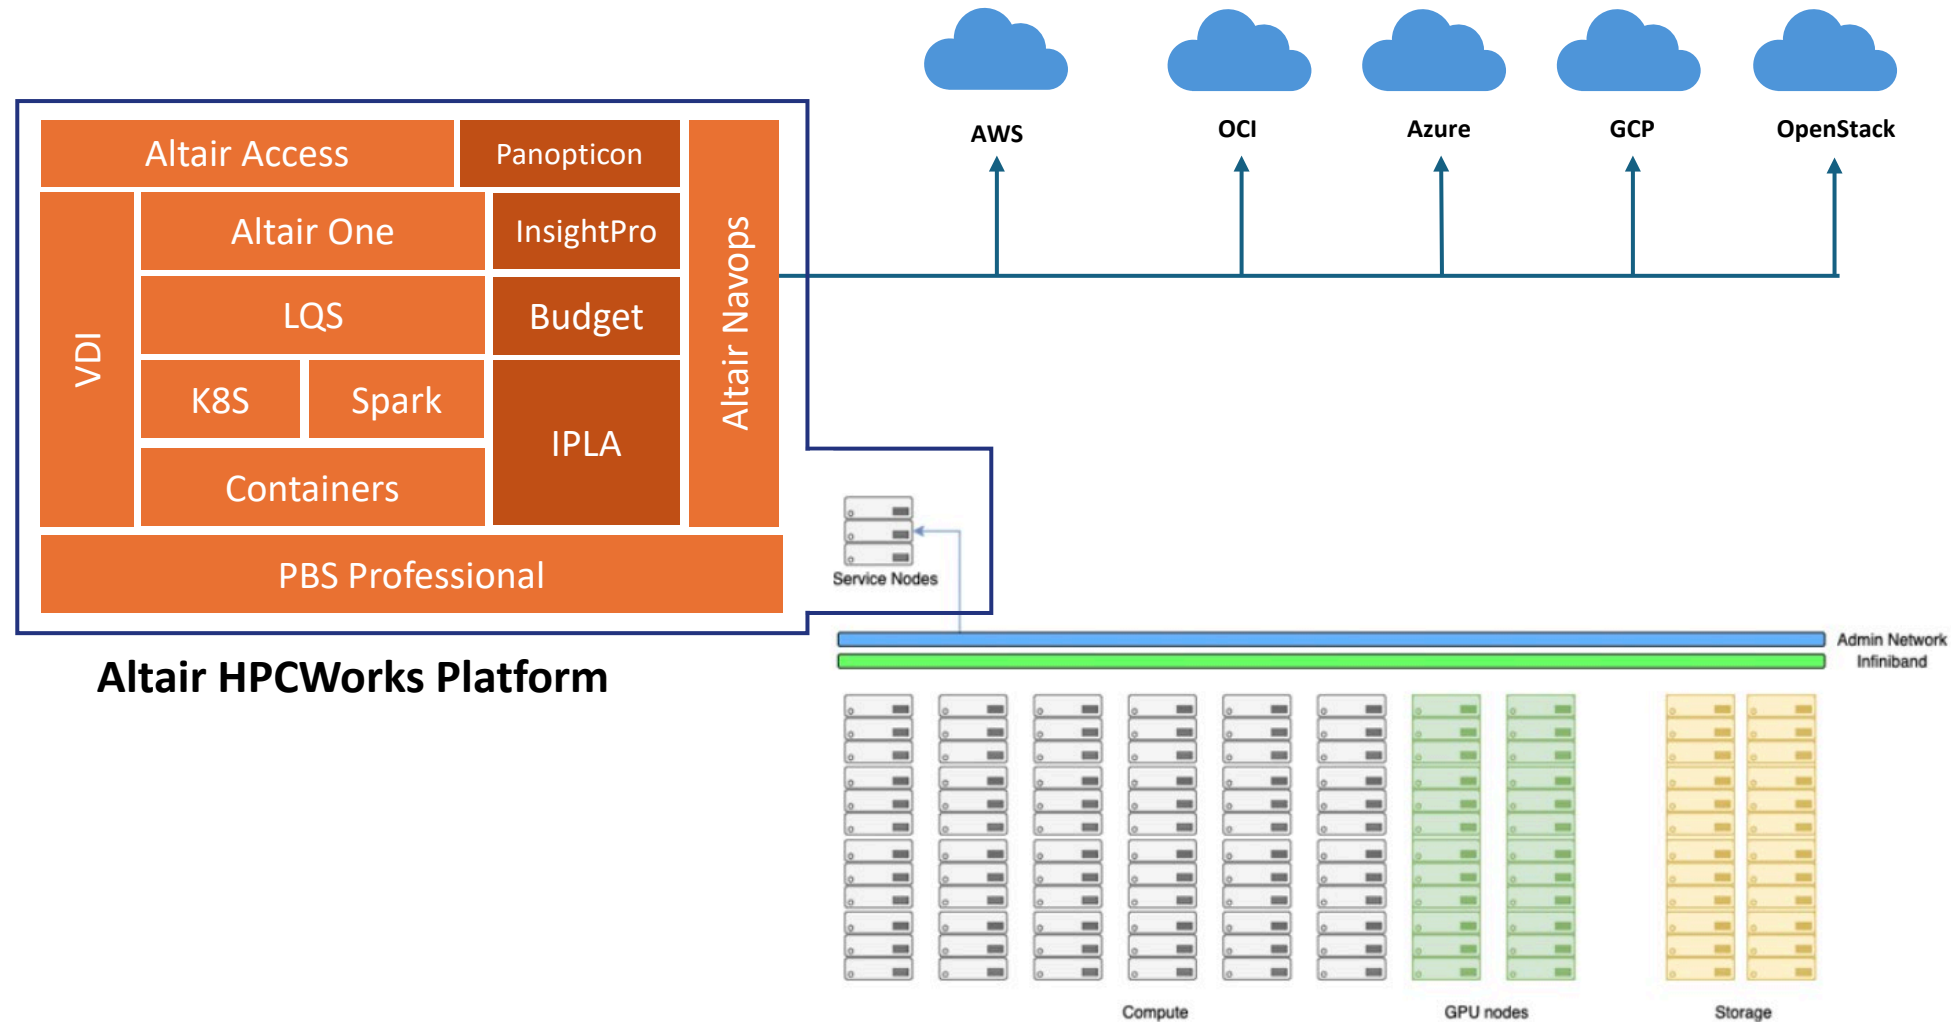 AWS
OCI
Azure
GCP
OpenStack
Altair Access
Panopticon
VDI
Altair One
InsightPro
Altair Navops
LQS
Budget
K8S
Spark
IPLA
Containers
PBS Professional
Service Nodes
Altair HPCWorks Platform
Admin Network
Infiniband
Compute
GPU nodes
Storage